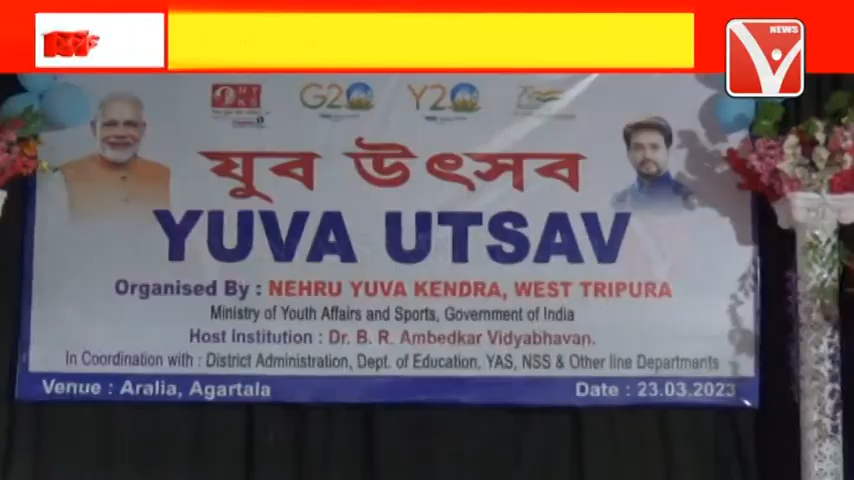 NEWS
V
NYKS
G20
Y20
যুব উৎসব
YUVA UTSAV
Organised By : NEHRU YUVA KENDRA, WEST TRIPURA
Ministry of Youth Affairs and Sports, Government of India
Host Institution : Dr. B. R. Ambedkar Vidyabhavan.
In Coordination with : District Administration, Dept. of Education, YAS, NSS & Other line Departments
Venue : Aralia, Agartala
Date : 23.03.2023